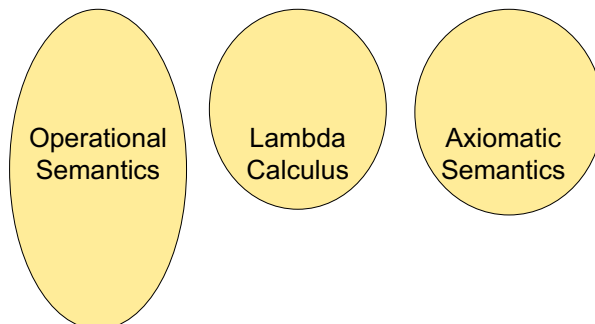 Operational
Semantics
Lambda
Calculus
Axiomatic
Semantics